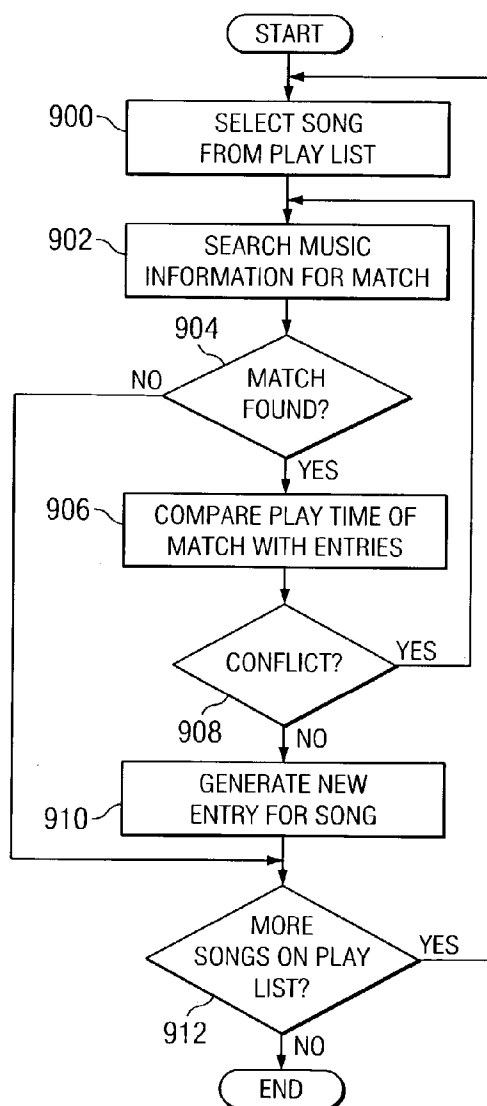 START
900
SELECT SONG
FROM PLAY LIST
902
SEARCH MUSIC
INFORMATION FOR MATCH
904
NO
MATCH
FOUND?
YES
906
COMPARE PLAY TIME OF
MATCH WITH ENTRIES
CONFLICT?
YES
908
NO
910
GENERATE NEW
ENTRY FOR SONG
MORE
SONGS ON PLAY
LIST?
YES
912
NO
END